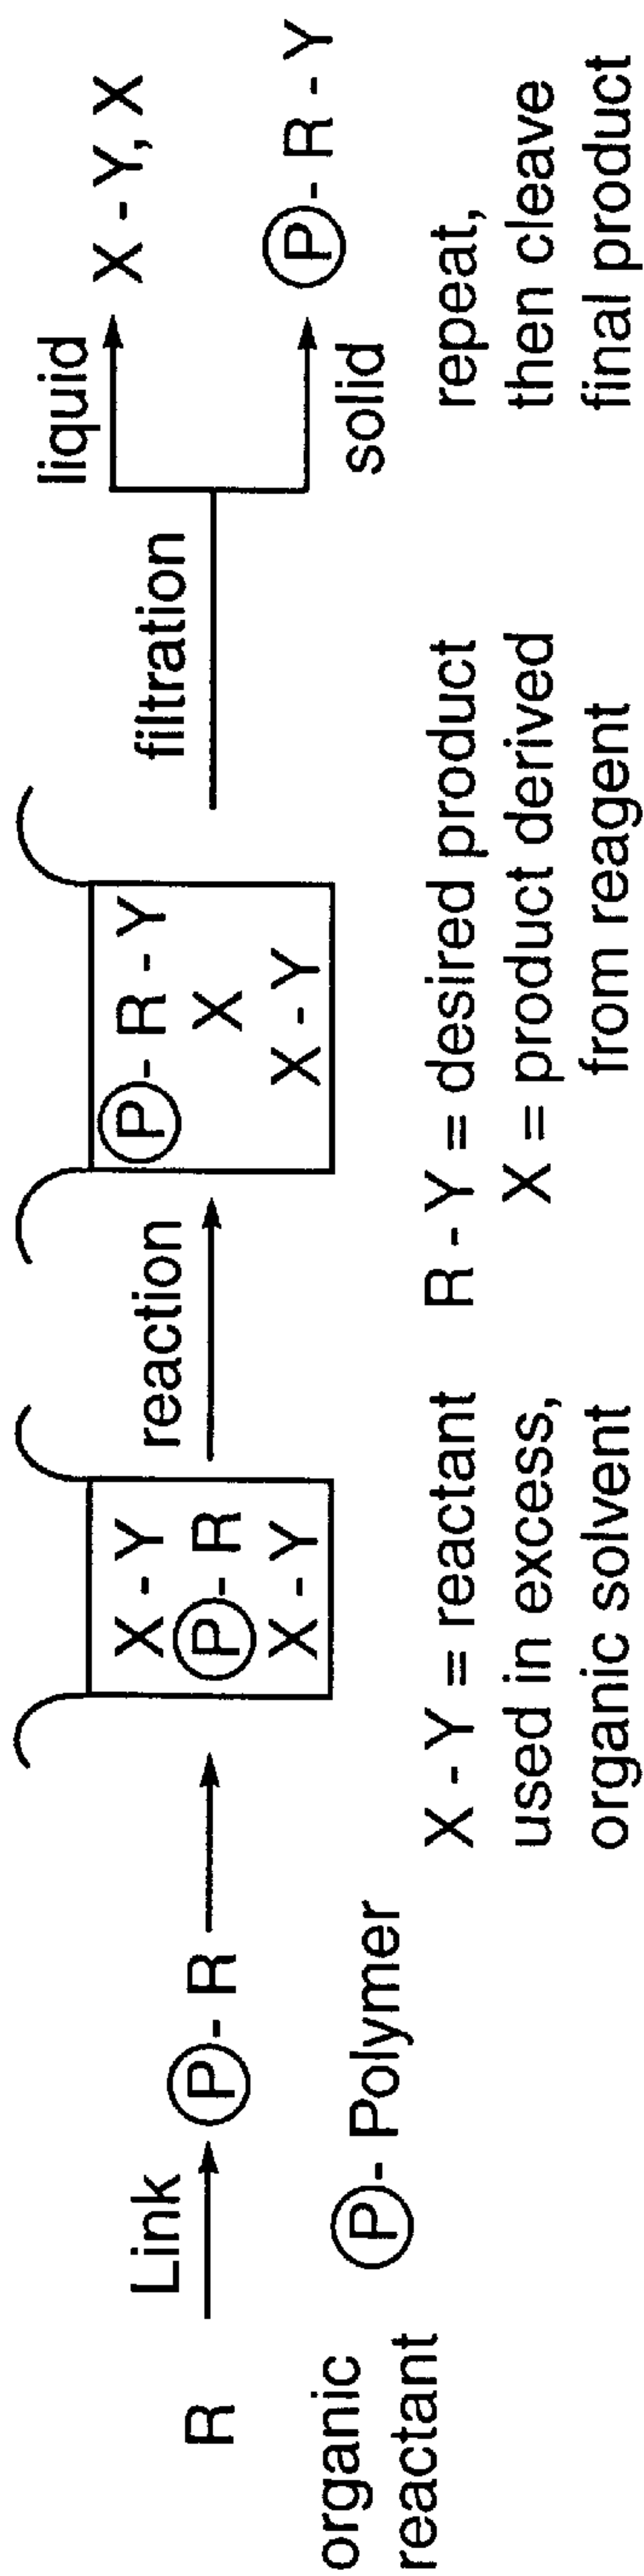 R
organic
reactant
Link
P - R
P - Polymer
X - Y
P - R
X - Y
X - Y = reactant
used in excess,
organic solvent
reaction
P - R - Y
X
X - Y
R - Y = desired product
X = product derived
from reagent
filtration
liquid
X - Y, X
solid
P - R - Y
repeat,
then cleave
final product